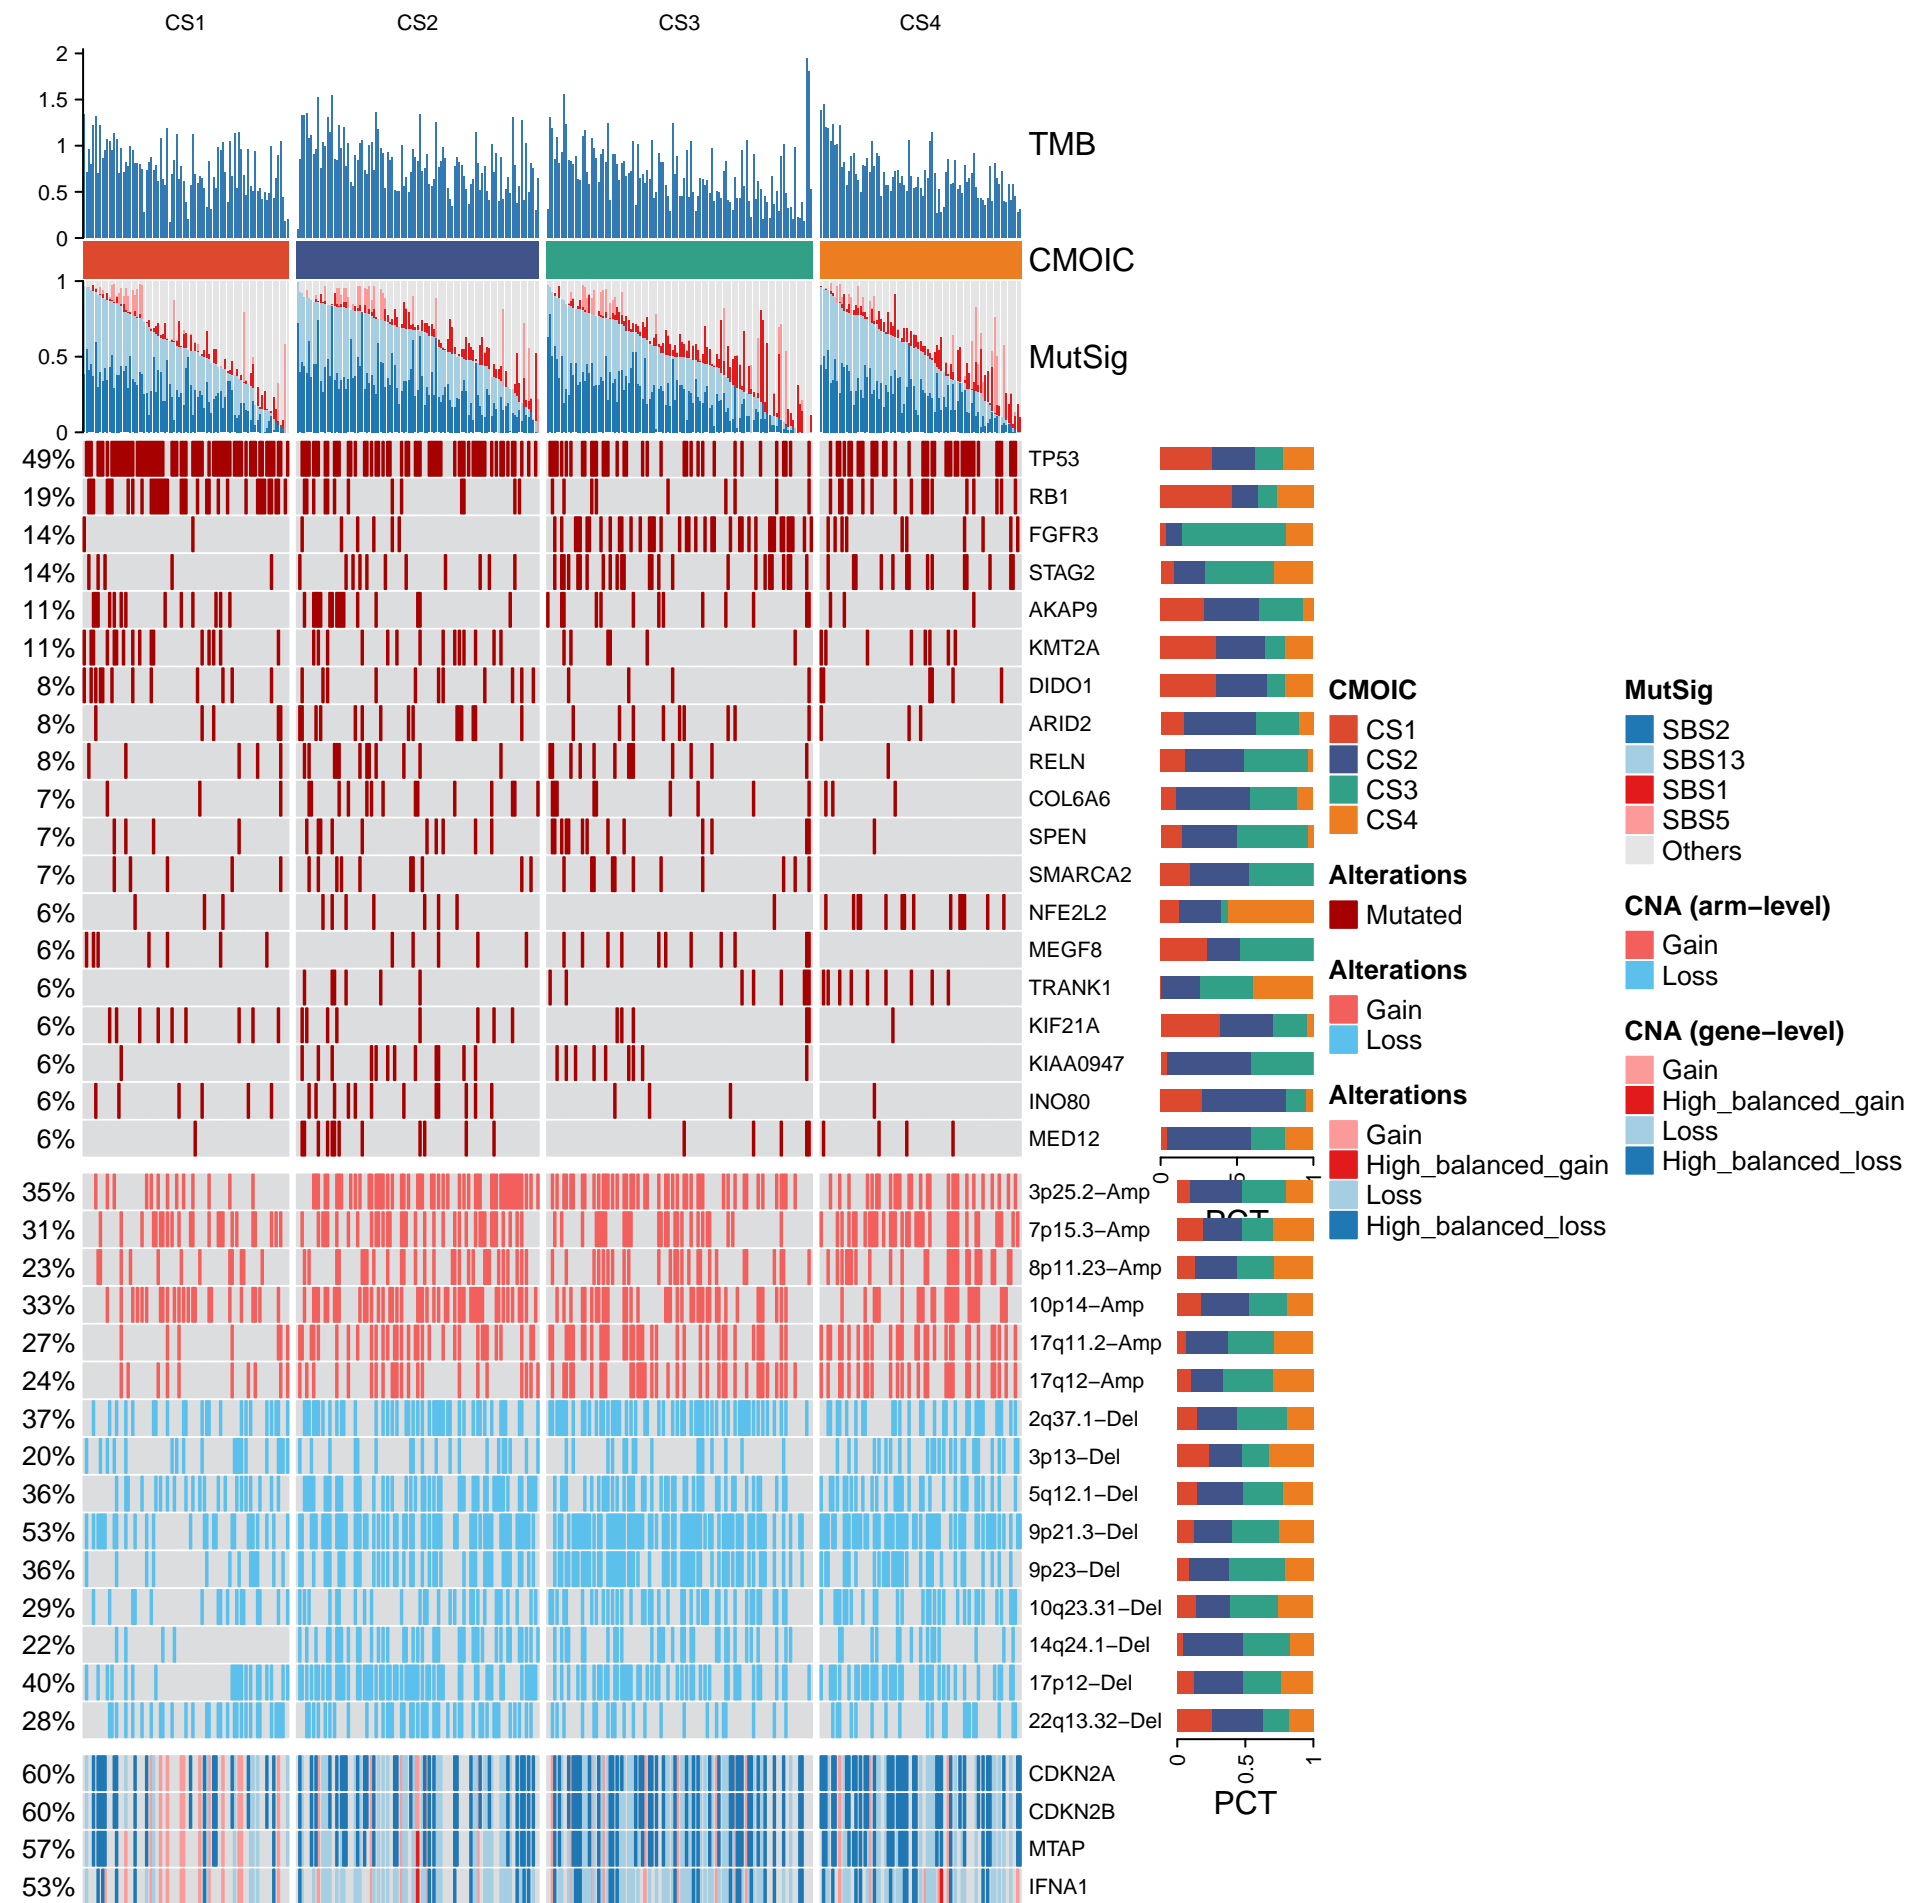 CS1 CS2 CS3 CS4
2
1.5
1
0.5
0
TMB
CMOIC
1
0.5
0
MutSig
49% TP53
19% RB1
14% FGFR3
14% STAG2
11% AKAP9
11% KMT2A
8% DIDO1
8% ARID2
8% RELN
7% COL6A6
7% SPEN
7% SMARCA2
6% NFE2L2
6% MEGF8
6% TRANK1
6% KIF21A
6% KIAA0947
6% INO80
6% MED12
0 1
PCT
35% 3p25.2–Amp
31% 7p15.3–Amp
23% 8p11.23–Amp
33% 10p14–Amp
27% 17q11.2–Amp
24% 17q12–Amp
37% 2q37.1–Del
20% 3p13–Del
36% 5q12.1–Del
53% 9p21.3–Del
36% 9p23–Del
29% 10q23.31–Del
22% 14q24.1–Del
40% 17p12–Del
28% 22q13.32–Del
0 0.5 1
PCT
60% CDKN2A
60% CDKN2B
57% MTAP
53% IFNA1
CMOIC
CS1
CS2
CS3
CS4
Alterations
Mutated
Alterations
Gain
Loss
Alterations
Gain
High_balanced_gain
Loss
High_balanced_loss
MutSig
SBS2
SBS13
SBS1
SBS5
Others
CNA (arm–level)
Gain
Loss
CNA (gene–level)
Gain
High_balanced_gain
Loss
High_balanced_loss